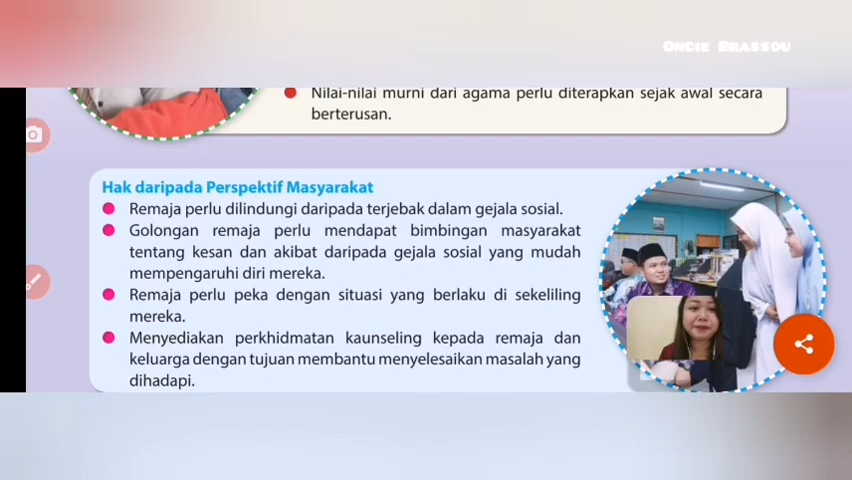 Ongie Brassou
Nilai-nilai murni dari agama perlu diterapkan sejak awal secara
berterusan.
Hak daripada Perspektif Masyarakat
Remaja perlu dilindungi daripada terjebak dalam gejala sosial.
Golongan remaja perlu mendapat bimbingan masyarakat
tentang kesan dan akibat daripada gejala sosial yang mudah
mempengaruhi diri mereka.
Remaja perlu peka dengan situasi yang berlaku di sekeliling
mereka.
Menyediakan perkhidmatan kaunseling kepada remaja dan
keluarga dengan tujuan membantu menyelesaikan masalah yang
dihadapi.